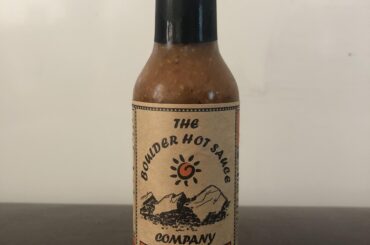 THE
BOULDER HOT SAUCE
COMPANY